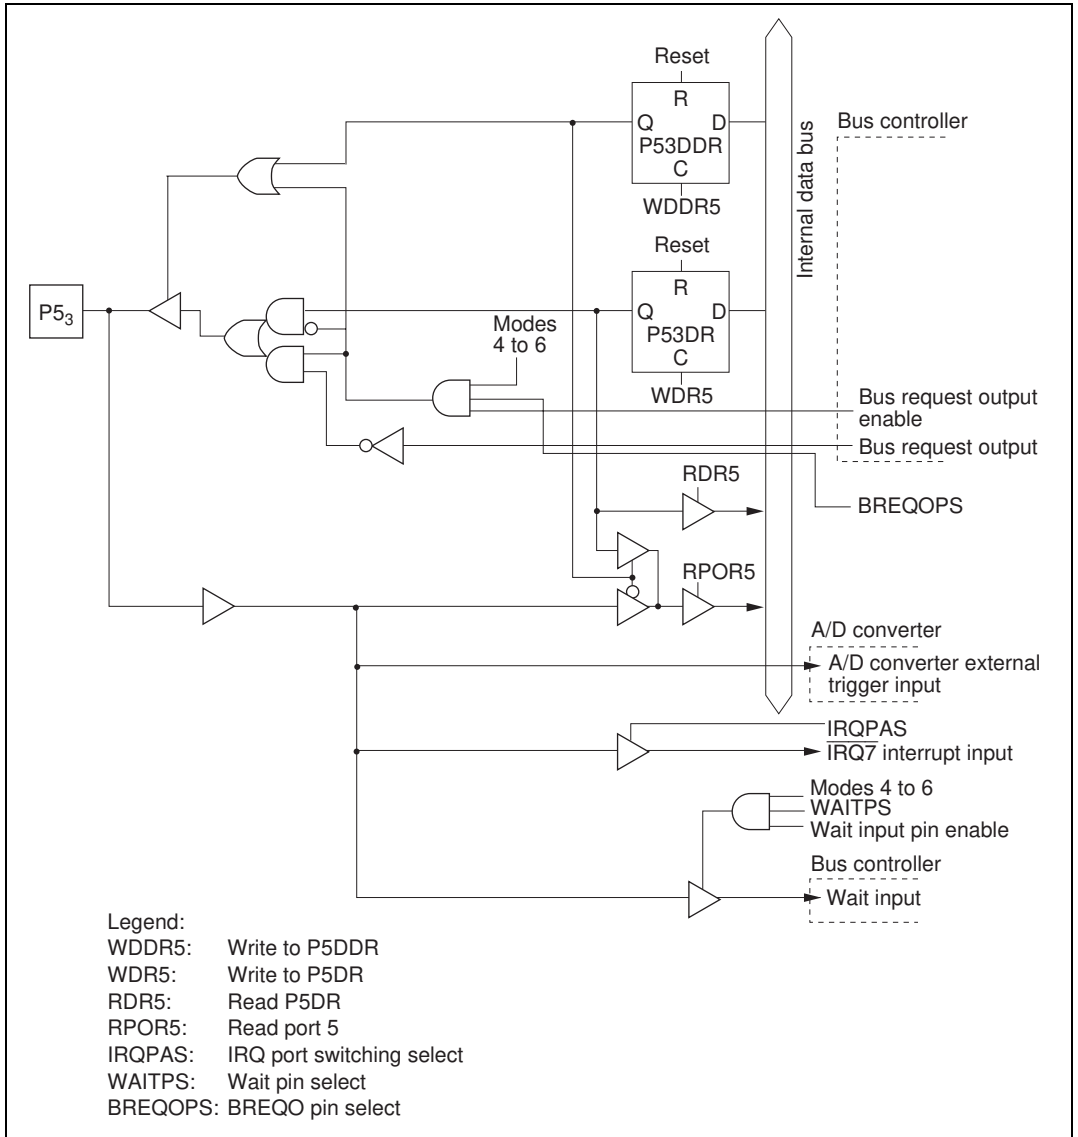 Reset
R
Q D
P53DDR
C
WDDR5
Internal data bus
Bus controller
Reset
R
Q D
P53DR
C
WDR5
P5₃
Modes
4 to 6
Bus request output
enable
Bus request output
BREQOPS
RDR5
RPOR5
A/D converter
A/D converter external
trigger input
IRQPAS
I̅R̅Q̅7̅ interrupt input
Modes 4 to 6
WAITPS
Wait input pin enable
Bus controller
Wait input
Legend:
WDDR5: Write to P5DDR
WDR5: Write to P5DR
RDR5: Read P5DR
RPOR5: Read port 5
IRQPAS: IRQ port switching select
WAITPS: Wait pin select
BREQOPS: BREQO pin select